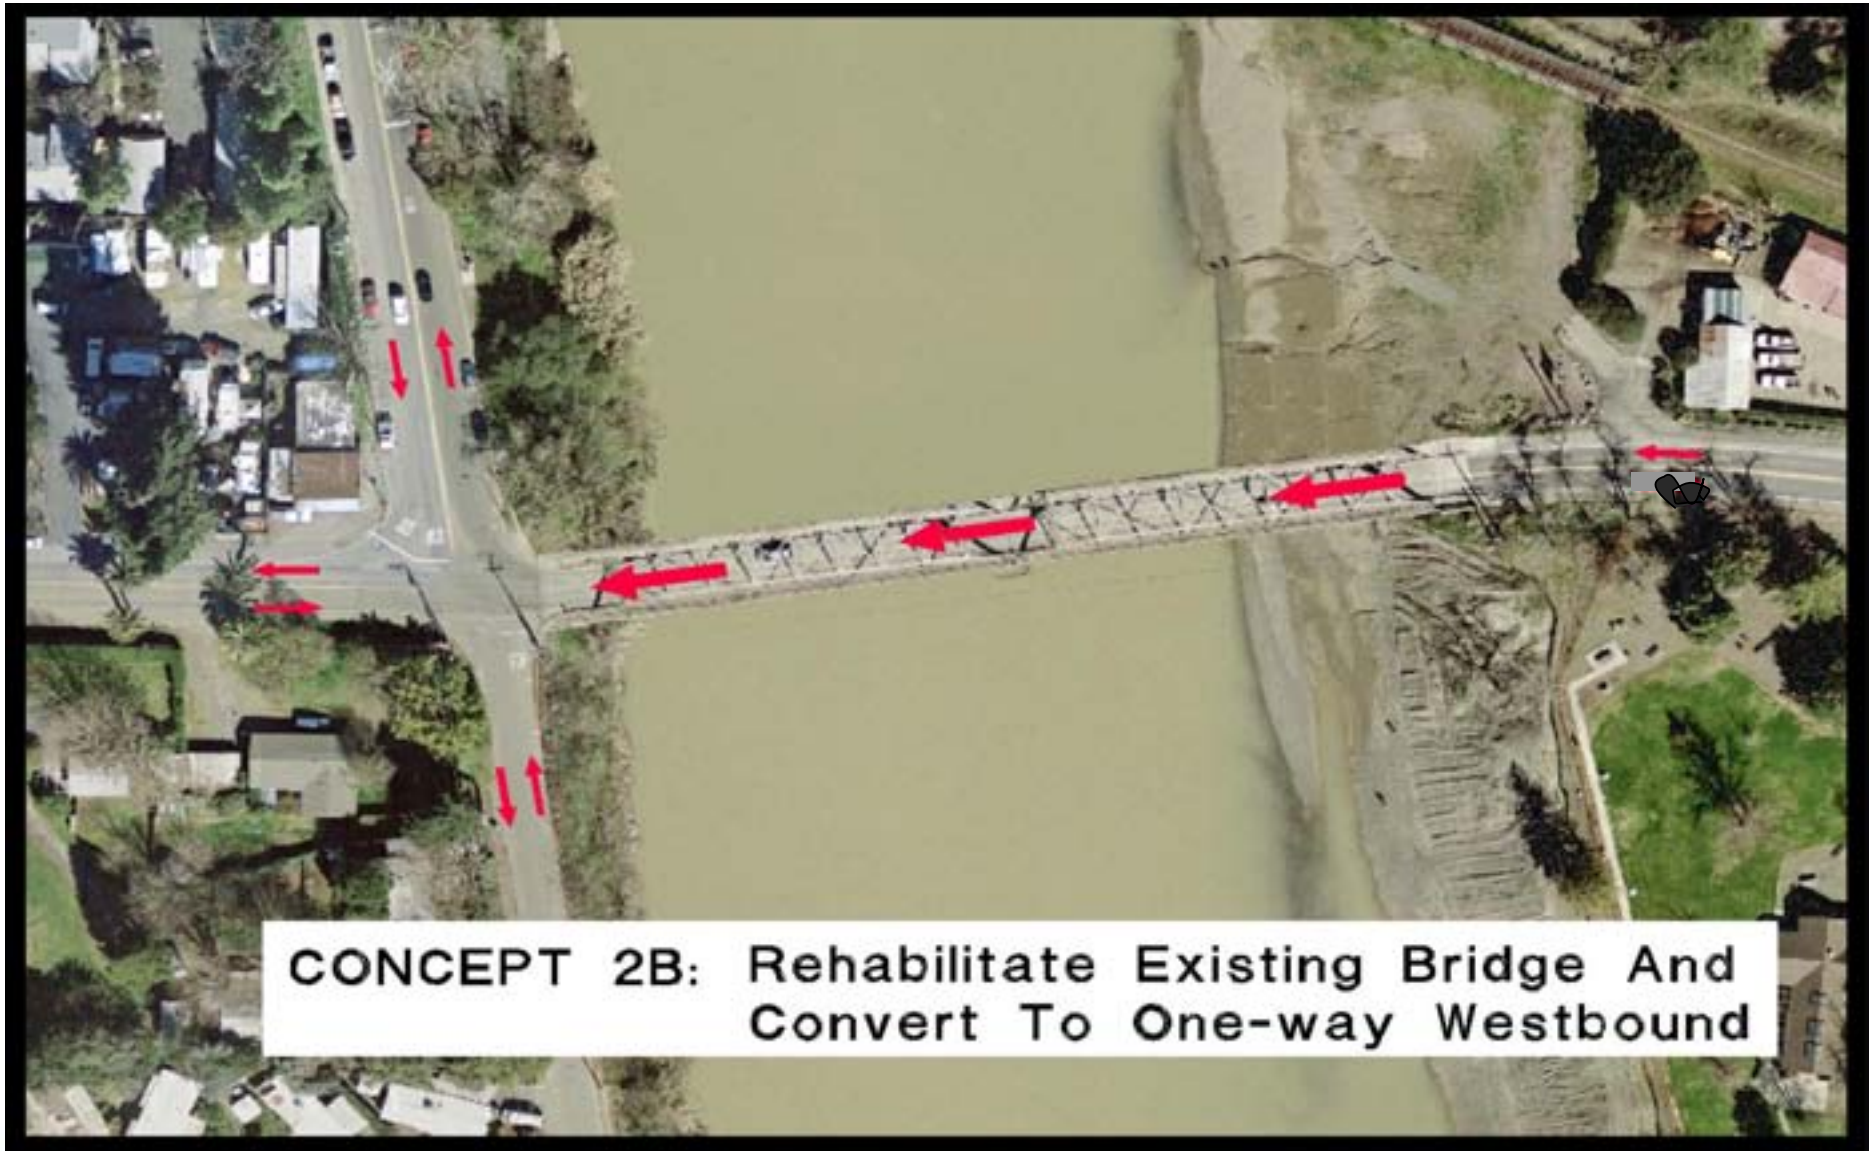 CONCEPT 2B: Rehabilitate Existing Bridge And
Convert To One-way Westbound